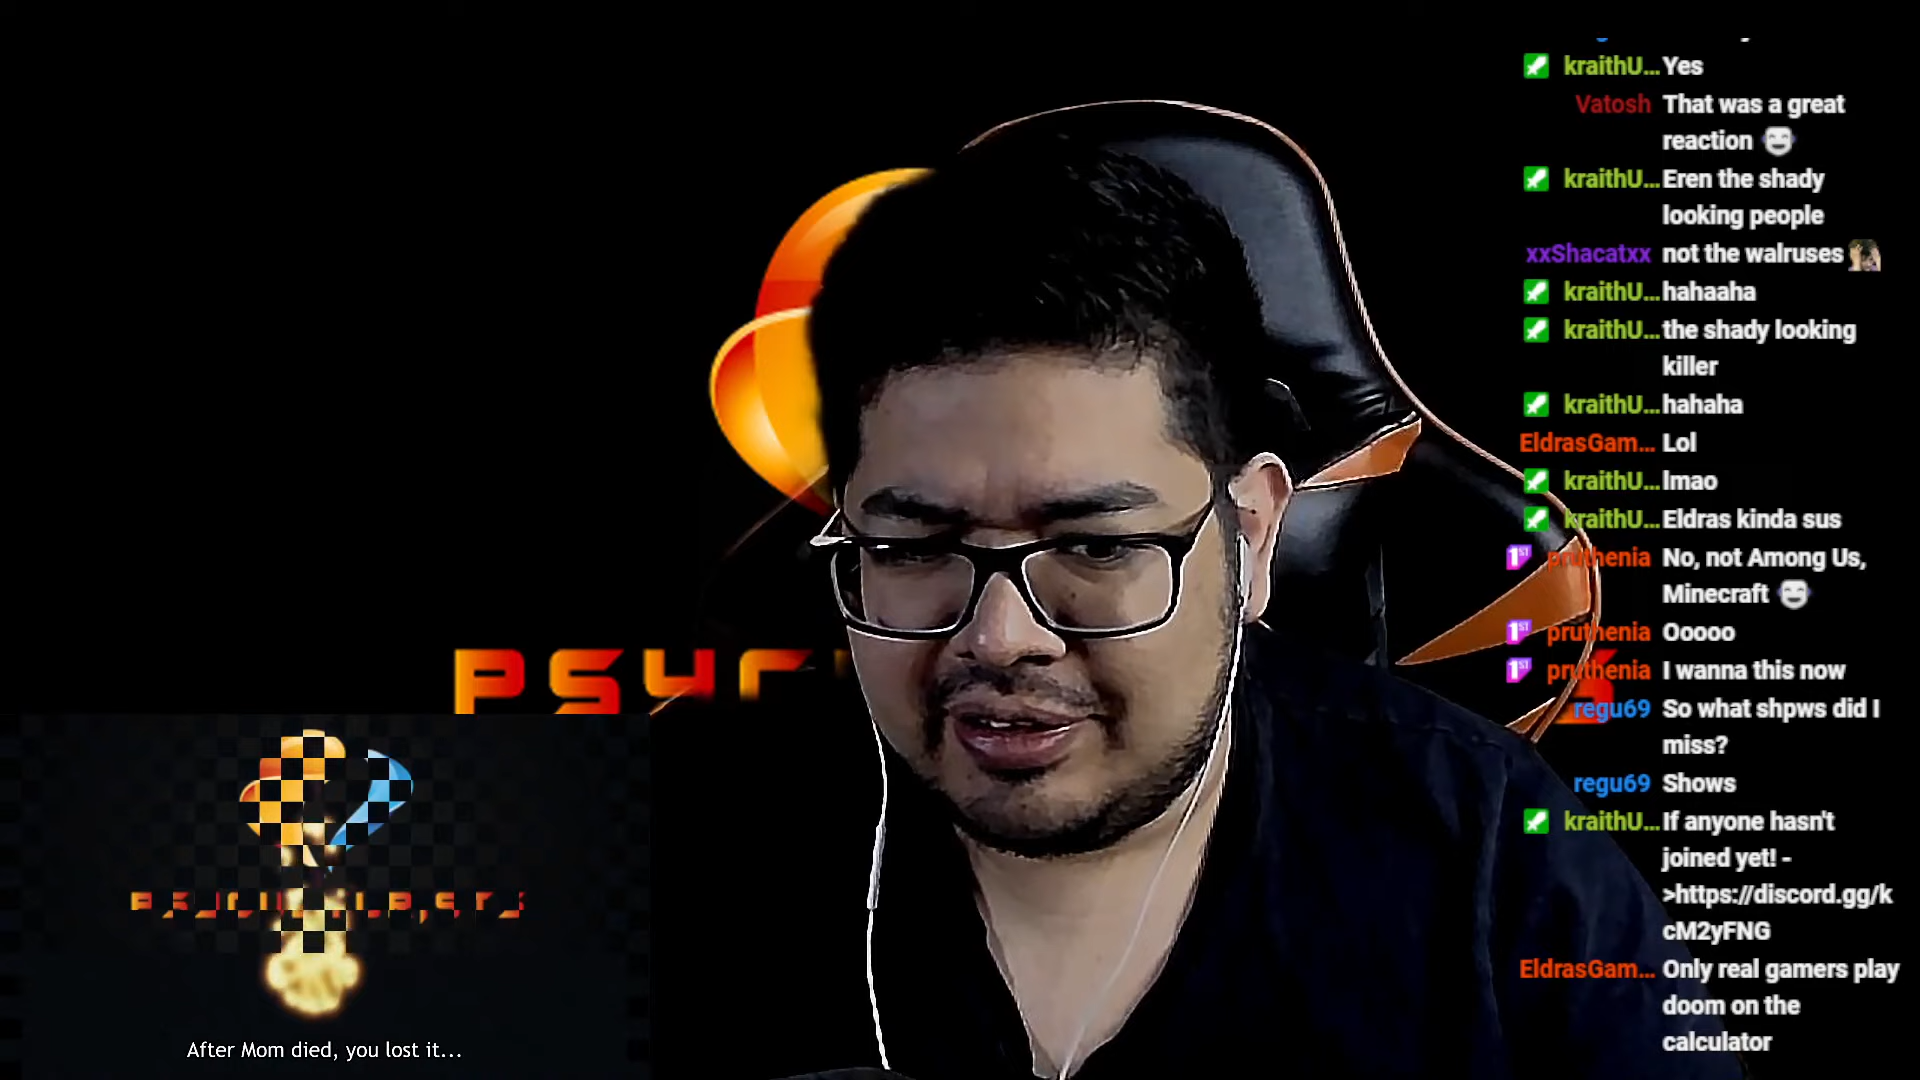 kraithU... Yes
Vatosh That was a great
reaction
kraithU... Eren the shady
looking people
xxShacatxx not the walruses
kraithU... hahaaha
kraithU... the shady looking
killer
kraithU... hahaha
EldrasGam... Lol
kraithU... lmao
kraithU... Eldras kinda sus
pruthenia No, not Among Us,
Minecraft
pruthenia Ooooo
pruthenia I wanna this now
regu69 So what shpws did I
miss?
regu69 Shows
kraithU... If anyone hasn't
joined yet! -
>https://discord.gg/k
cM2yFNG
EldrasGam... Only real gamers play
doom on the
calculator
After Mom died, you lost it...